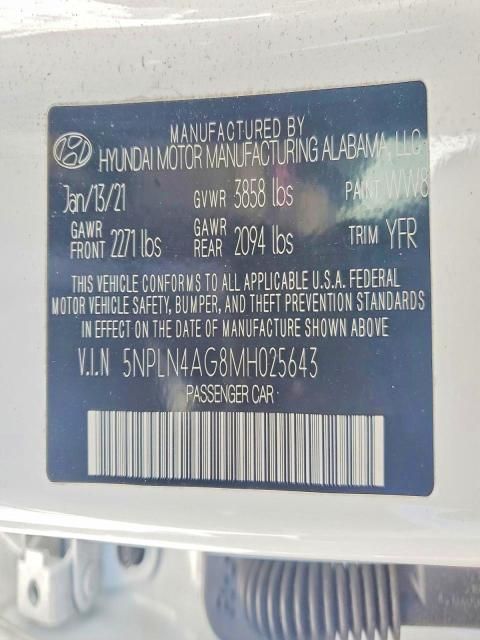 MANUFACTURED BY
HYUNDAI MOTOR MANUFACTURING ALABAMA, LLC
Jan/13/21 GVWR 3858 lbs PAINT WW8
GAWR FRONT 2271 lbs GAWR REAR 2094 lbs TRIM YFR
THIS VEHICLE CONFORMS TO ALL APPLICABLE U.S.A. FEDERAL
MOTOR VEHICLE SAFETY, BUMPER, AND THEFT PREVENTION STANDARDS
IN EFFECT ON THE DATE OF MANUFACTURE SHOWN ABOVE
V.I.N 5NPLN4AG8MH025643
PASSENGER CAR